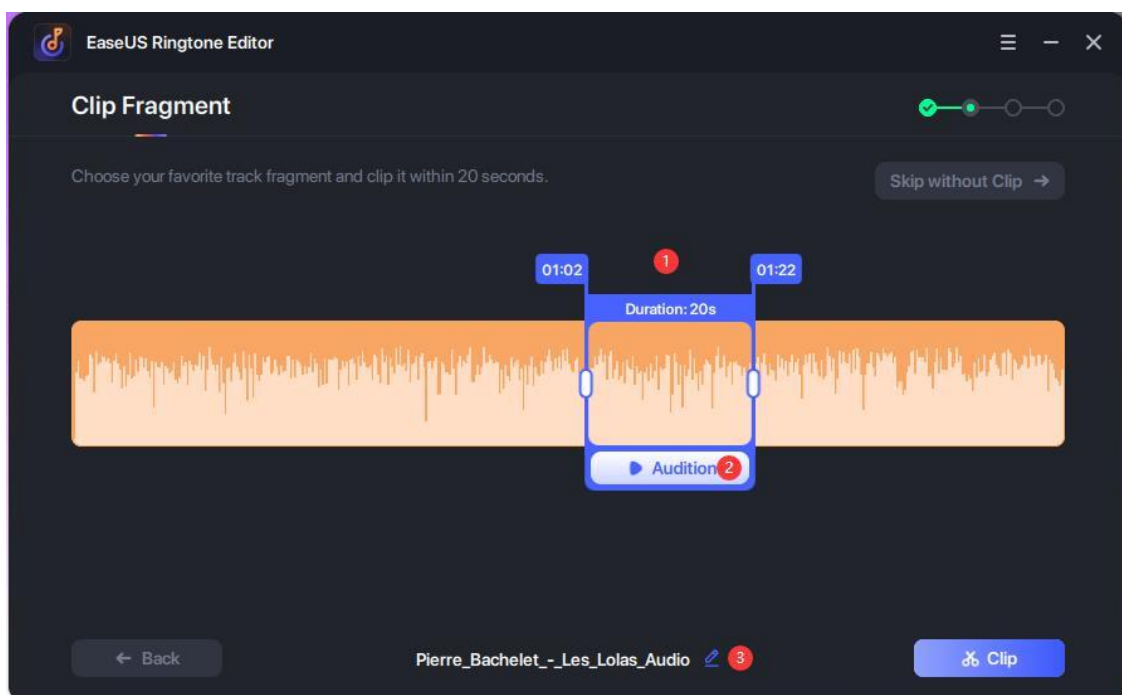 EaseUS Ringtone Editor
Clip Fragment
Choose your favorite track fragment and clip it within 20 seconds.
Skip without Clip →
01:02
1
01:22
Duration: 20s
Audition 2
← Back
Pierre_Bachelet_-_Les_Lolas_Audio 3
Clip